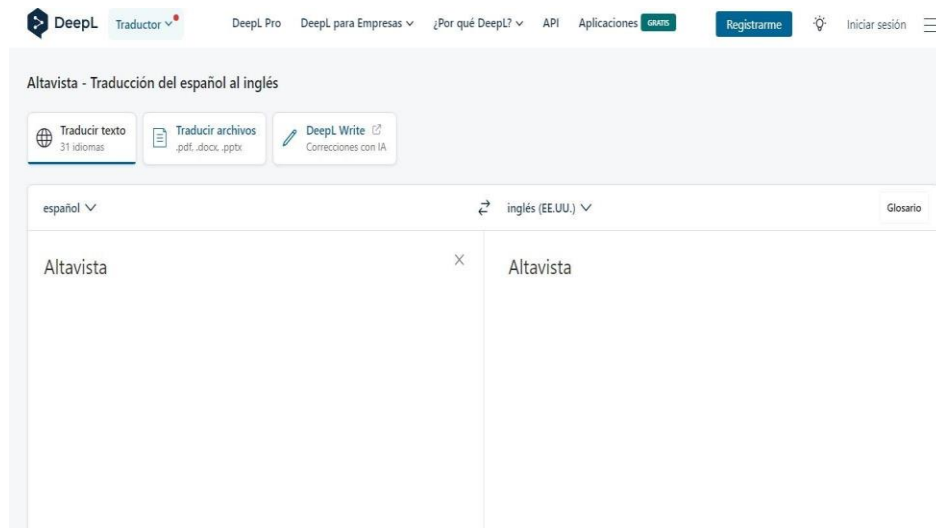 DeepL Traductor DeepL Pro DeepL para Empresas ¿Por qué DeepL? API Aplicaciones GRATIS Registrarme Iniciar sesión
Altavista - Traducción del español al inglés
Traducir texto Traducir archivos DeepL Write
31 idiomas .pdf, .docx, .pptx Correcciones con IA
español inglés (EE.UU.) Glosario
Altavista Altavista